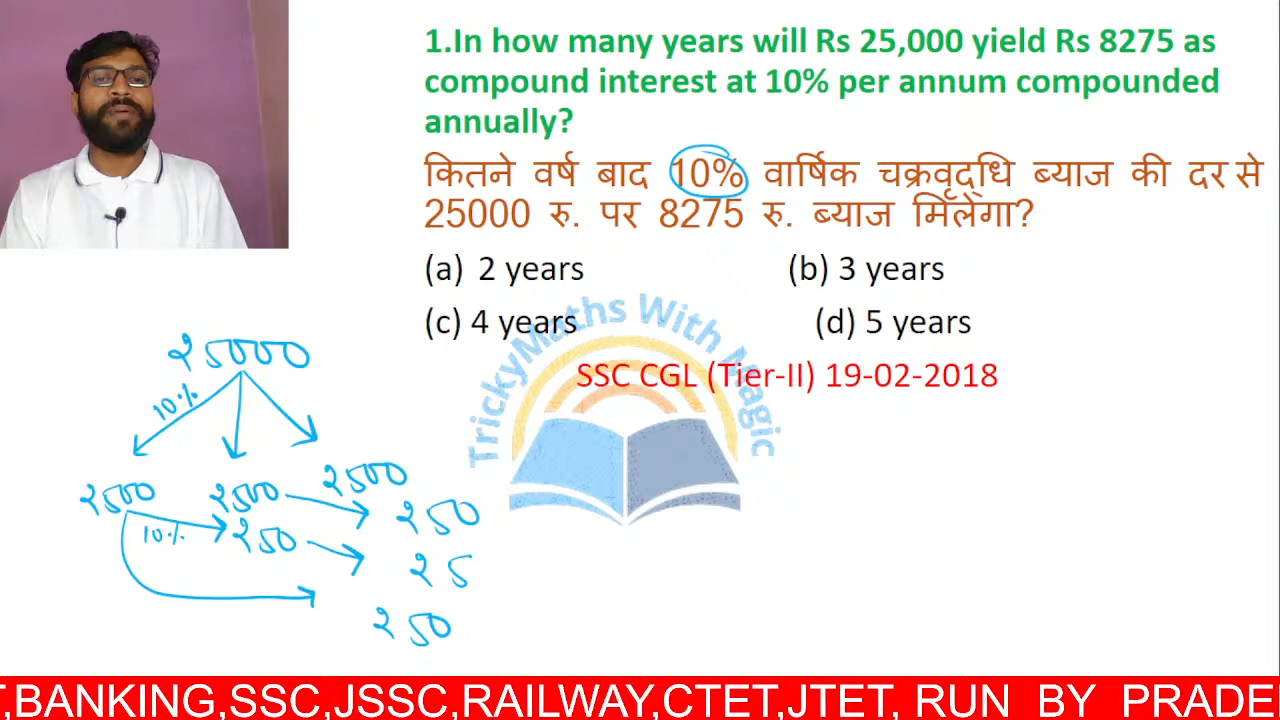 1.In how many years will Rs 25,000 yield Rs 8275 as
compound interest at 10% per annum compounded
annually?
कितने वर्ष बाद 10% वार्षिक चक्रवृद्धि ब्याज की दर से
25000 रु. पर 8275 रु. ब्याज मिलेगा?
(a) 2 years (b) 3 years
(c) 4 years (d) 5 years
SSC CGL (Tier-II) 19-02-2018
TrickyMaths With Magic
25000
10%
2500 2500 2500
10% 250 250
25
250
T,BANKING,SSC,JSSC,RAILWAY,CTET,JTET, RUN BY PRADE